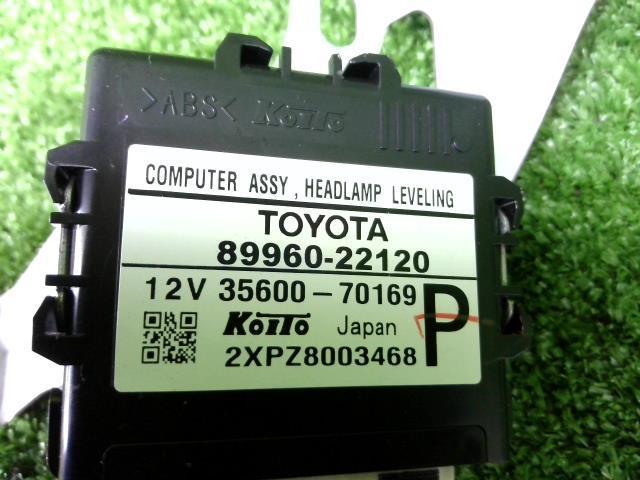 >ABS< KOITO
COMPUTER ASSY , HEADLAMP LEVELING
TOYOTA
89960-22120
12V 35600-70169 P
KOITO Japan
2XPZ8003468